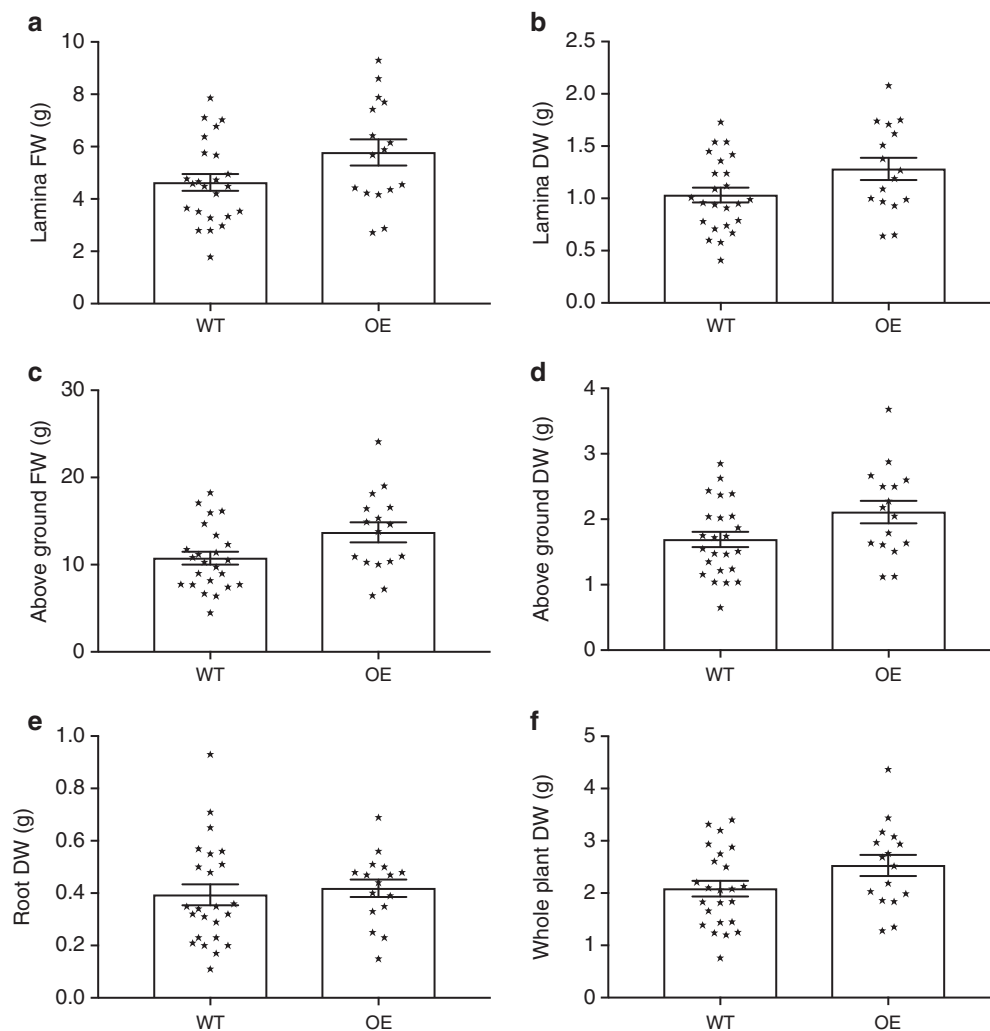 a
Lamina FW (g)
10
8
6
4
2
0
WT OE
b
Lamina DW (g)
2.5
2.0
1.5
1.0
0.5
0.0
WT OE
c
Above ground FW (g)
30
20
10
0
WT OE
d
Above ground DW (g)
4
3
2
1
0
WT OE
e
Root DW (g)
1.0
0.8
0.6
0.4
0.2
0.0
WT OE
f
Whole plant DW (g)
5
4
3
2
1
0
WT OE